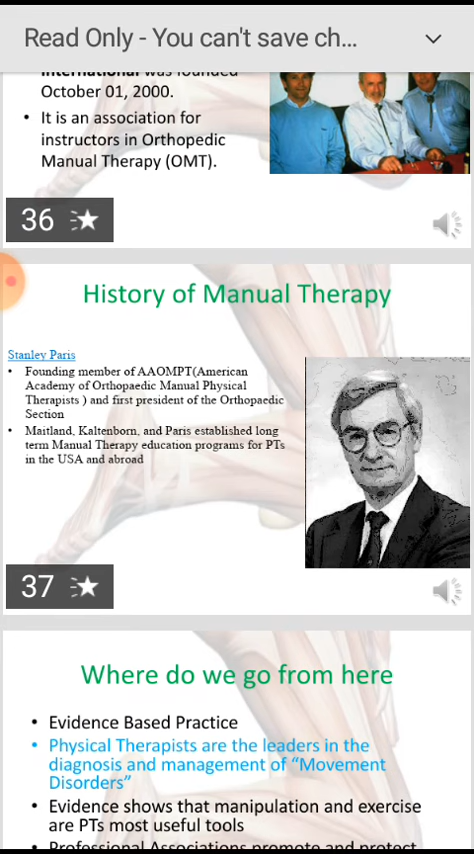 Read Only - You can't save ch...
International was founded
October 01, 2000.
• It is an association for
instructors in Orthopedic
Manual Therapy (OMT).
36
History of Manual Therapy
Stanley Paris
• Founding member of AAOMPT(American
Academy of Orthopaedic Manual Physical
Therapists ) and first president of the Orthopaedic
Section
• Maitland, Kaltenborn, and Paris established long
term Manual Therapy education programs for PTs
in the USA and abroad
37
Where do we go from here
• Evidence Based Practice
• Physical Therapists are the leaders in the
diagnosis and management of “Movement
Disorders”
• Evidence shows that manipulation and exercise
are PTs most useful tools
• Professional Associations promote and protect